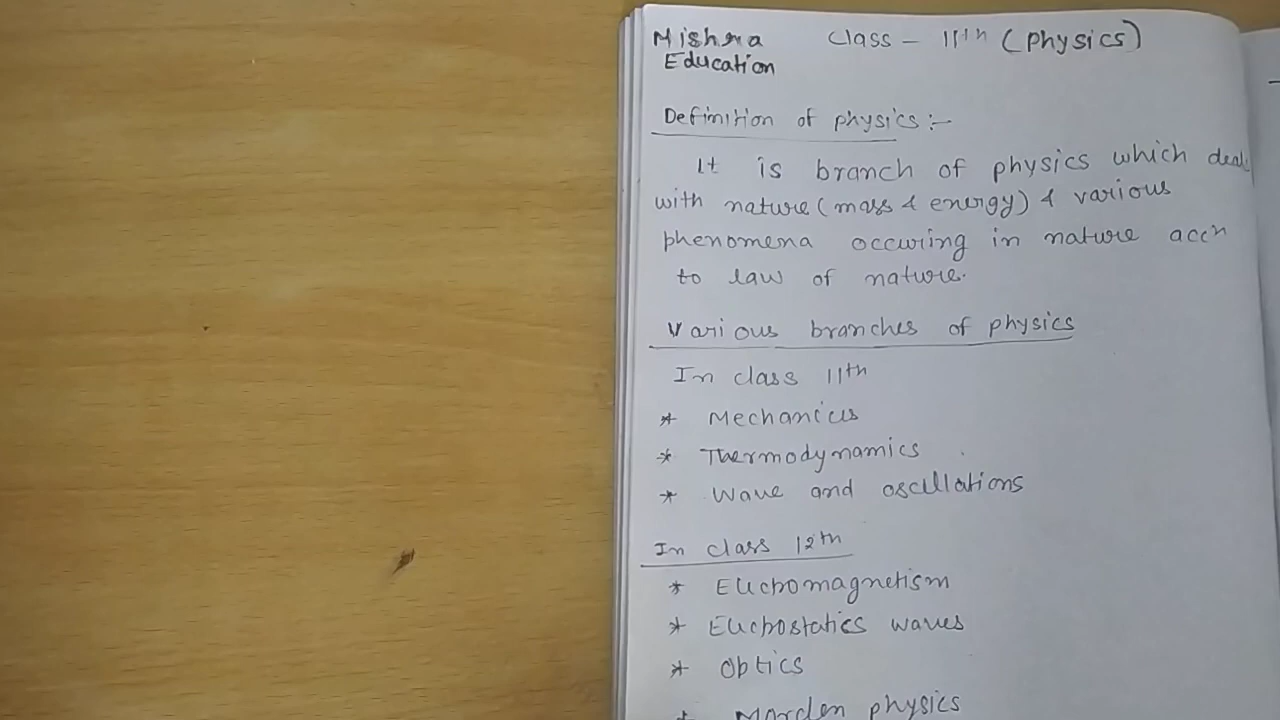 Mishra Class - 11th (Physics)
Education
Definition of physics :-
It is branch of physics which deal
with nature (mass & energy) & various
phenomena occuring in nature accn
to law of nature.
Various branches of physics
In class 11th
* Mechanics
* Thermodynamics
* Wave and oscillations
In class 12th
* Electromagnetism
* Electrostatics waves
* Optics
* Morden physics